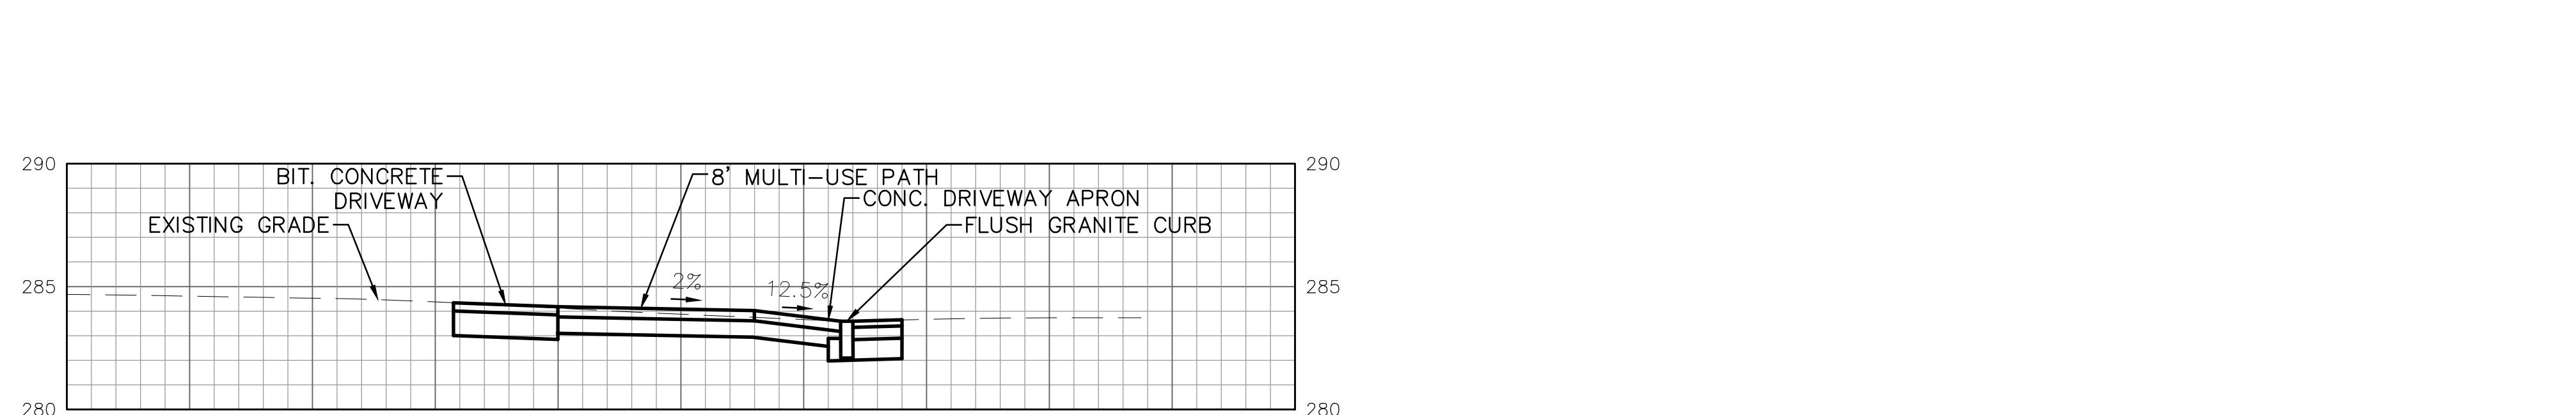 290
290
BIT. CONCRETE
DRIVEWAY
8' MULTI-USE PATH
CONC. DRIVEWAY APRON
EXISTING GRADE
FLUSH GRANITE CURB
285
2%
12.5%
285
280
280